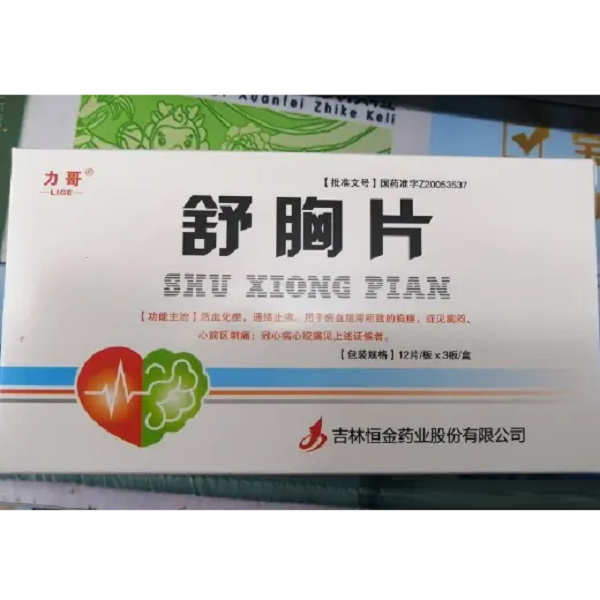 Xuanfei Zhike Keli
力哥®
LIGE
【批准文号】国药准字Z20053537
舒胸片
SHU XIONG PIAN
【功能主治】活血化瘀，通络止痛。用于瘀血阻滞所致的胸痹，症见胸闷、
心前区刺痛；冠心病心绞痛见上述证候者。
【包装规格】12片/板x3板/盒
吉林恒金药业股份有限公司